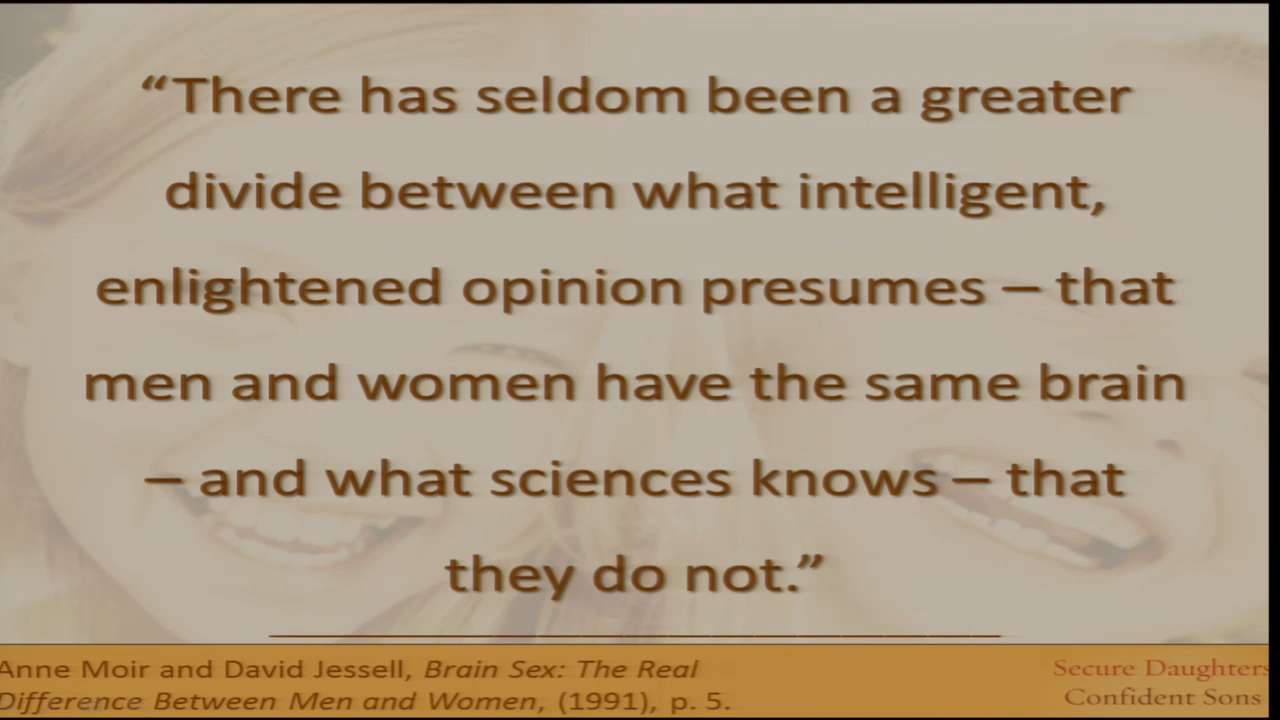 “There has seldom been a greater
divide between what intelligent,
enlightened opinion presumes – that
men and women have the same brain
– and what sciences knows – that
they do not.”
Anne Moir and David Jessell, Brain Sex: The Real
Difference Between Men and Women, (1991), p. 5.
Secure Daughters
Confident Sons